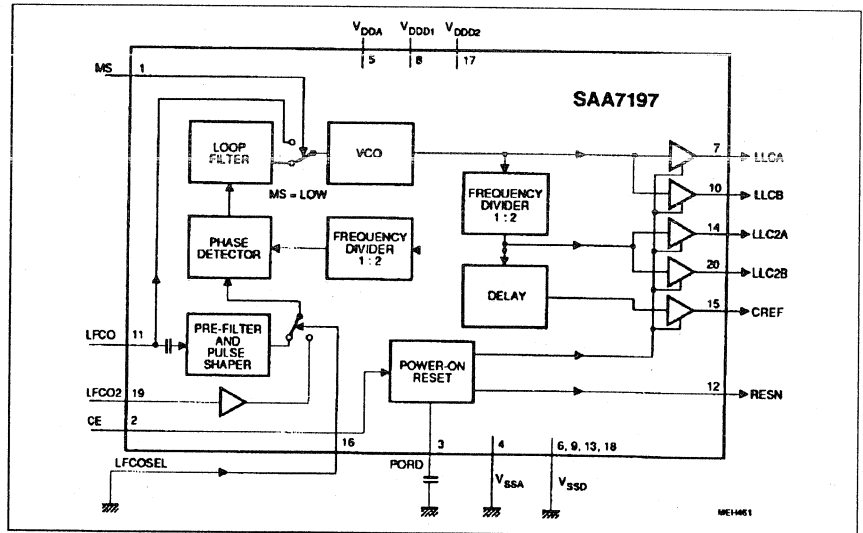 VDDA VDDD1 VDDD2
5 8 17
MS 1
SAA7197
LOOP
FILTER
VCO
MS = LOW
7 LLCA
10 LLCB
FREQUENCY
DIVIDER
1 : 2
14 LLC2A
PHASE
DETECTOR
FREQUENCY
DIVIDER
1 : 2
20 LLC2B
DELAY
15 CREF
LFCO 11
PRE-FILTER
AND
PULSE
SHAPER
POWER-ON
RESET
LFCO2 19
12 RESN
CE 2
16 3 4 6, 9, 13, 18
LFCOSEL
PORD
VSSA VSSD
MEH461